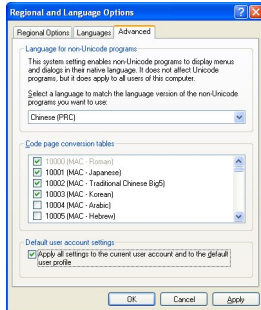 Regional and Language Options
Regional Options
Languages
Advanced
Language for non-Unicode programs
This system setting enables non-Unicode programs to display menus
and dialogs in their native language. It does not affect Unicode
programs, but it does apply to all users of this computer.
Select a language to match the language version of the non-Unicode
programs you want to use:
Chinese (PRC)
Code page conversion tables
10000 (MAC - Roman)
10001 (MAC - Japanese)
10002 (MAC - Traditional Chinese Big5)
10003 (MAC - Korean)
10004 (MAC - Arabic)
10005 (MAC - Hebrew)
Default user account settings
Apply all settings to the current user account and to the default
user profile
OK
Cancel
Apply